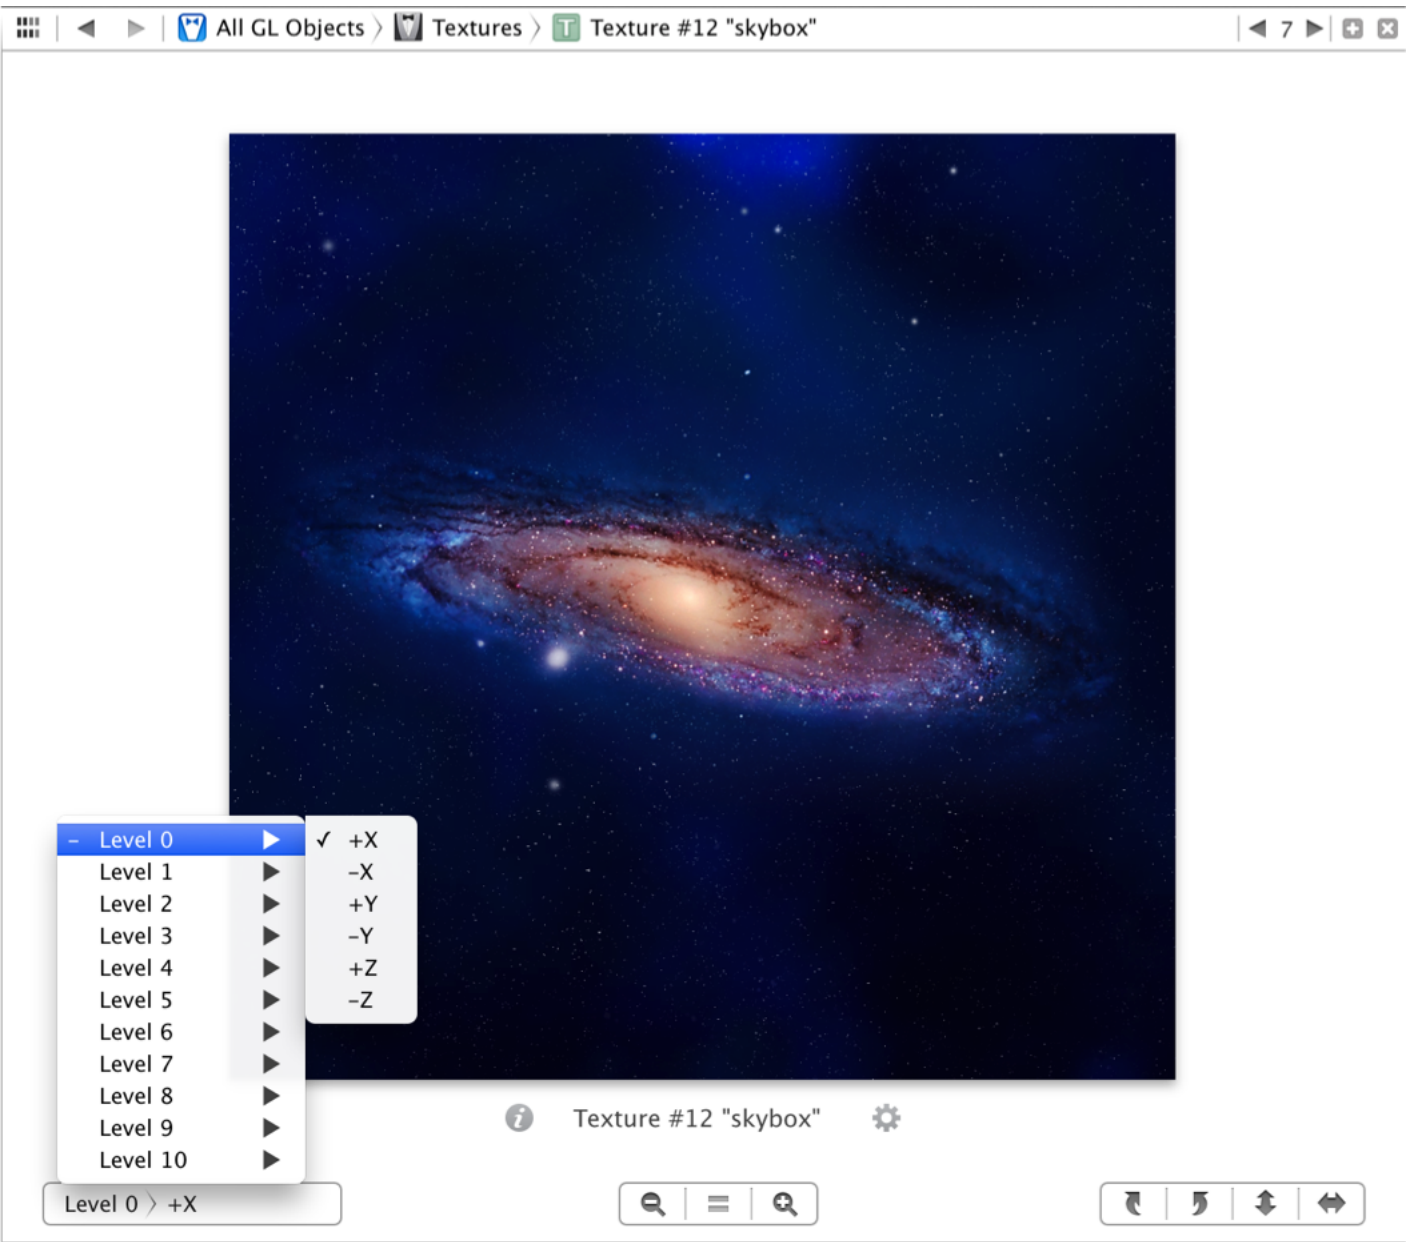 All GL Objects Textures Texture #12 "skybox" 7
Level 0 +X
Level 1 -X
Level 2 +Y
Level 3 -Y
Level 4 +Z
Level 5 -Z
Level 6
Level 7
Level 8
Level 9
Level 10
Texture #12 "skybox"
Level 0 +X